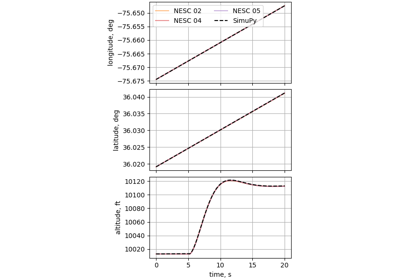 NESC 02
NESC 05
NESC 04
SimuPy
longitude, deg
−75.650
−75.655
−75.660
−75.665
−75.670
−75.675
latitude, deg
36.040
36.035
36.030
36.025
36.020
altitude, ft
10120
10100
10080
10060
10040
10020
0
5
10
15
20
time, s